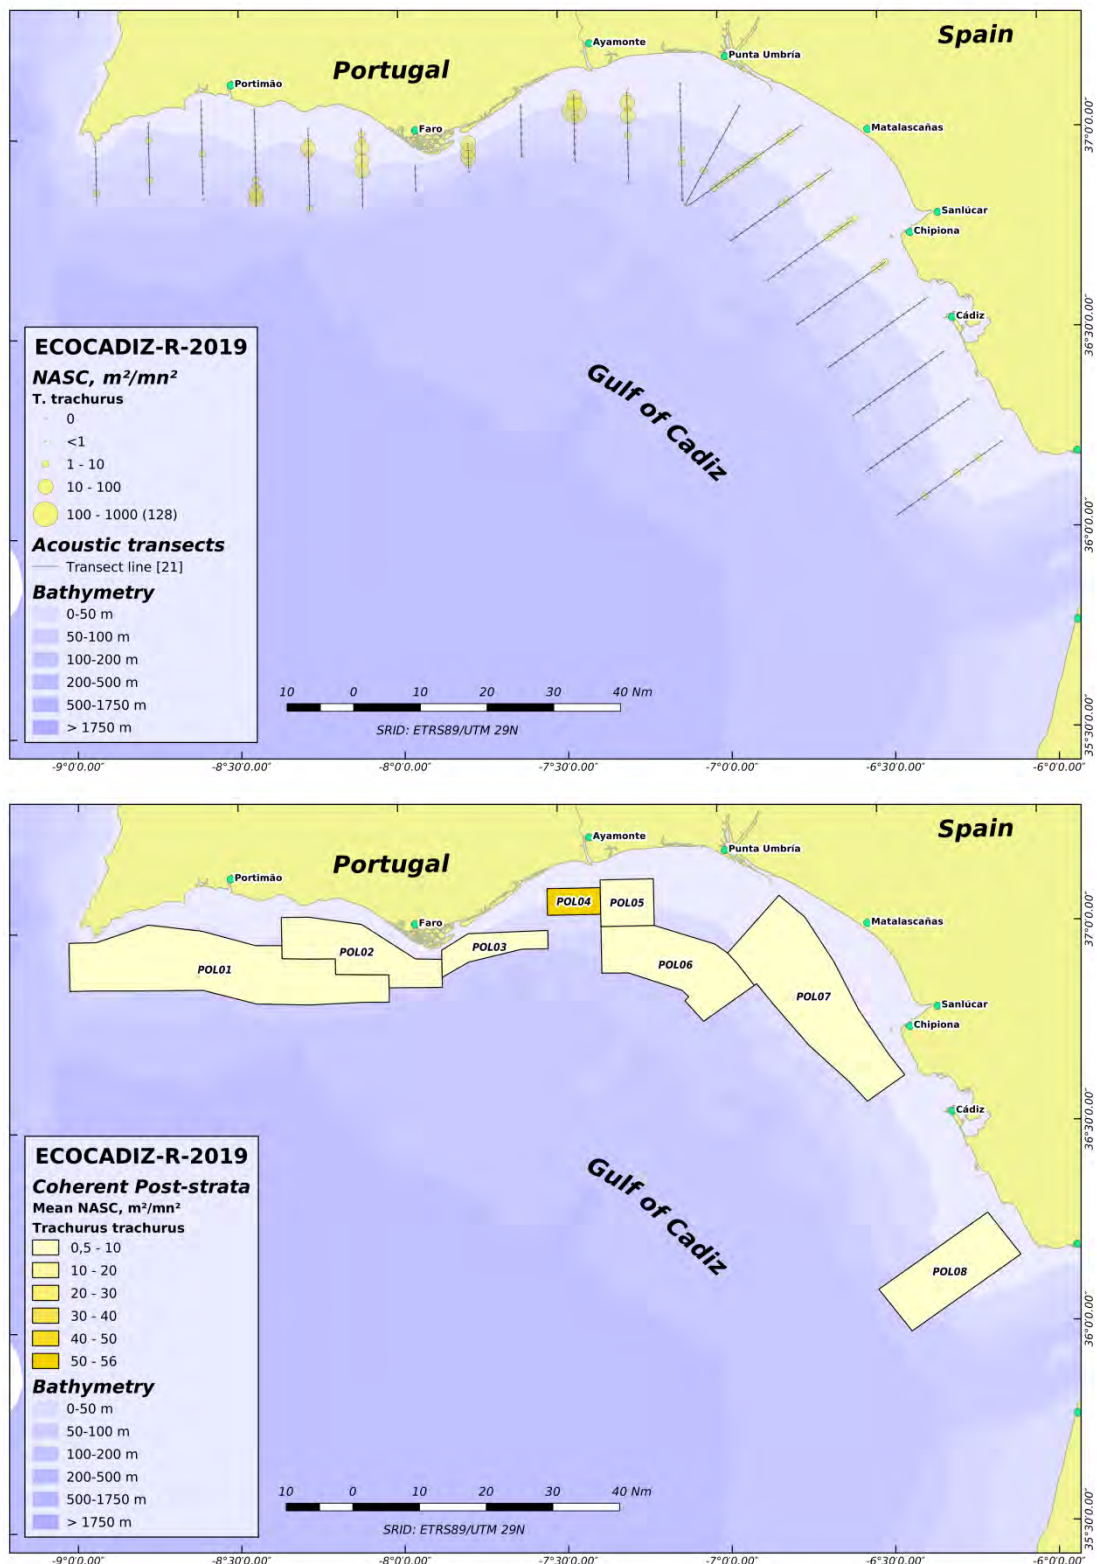 Spain
Portugal
Ayamonte
Punta Umbría
Portimão
Faro
Matalascañas
Sanlúcar
Chipiona
Cádiz
Gulf of Cadiz
37°0'0.00″
36°30'0.00″
36°0'0.00″
35°30'0.00″
ECOCADIZ-R-2019
NASC, m²/mn²
T. trachurus
0
<1
1 - 10
10 - 100
100 - 1000 (128)
Acoustic transects
Transect line [21]
Bathymetry
0-50 m
50-100 m
100-200 m
200-500 m
500-1750 m
> 1750 m
10 0 10 20 30 40 Nm
SRID: ETRS89/UTM 29N
-9°0'0.00″ -8°30'0.00″ -8°0'0.00″ -7°30'0.00″ -7°0'0.00″ -6°30'0.00″ -6°0'0.00″
Spain
Portugal
Ayamonte
Punta Umbría
Portimão
Faro
Matalascañas
Sanlúcar
Chipiona
Cádiz
POL01
POL02
POL03
POL04
POL05
POL06
POL07
POL08
Gulf of Cadiz
37°0'0.00″
36°30'0.00″
36°0'0.00″
35°30'0.00″
ECOCADIZ-R-2019
Coherent Post-strata
Mean NASC, m²/mn²
Trachurus trachurus
0,5 - 10
10 - 20
20 - 30
30 - 40
40 - 50
50 - 56
Bathymetry
0-50 m
50-100 m
100-200 m
200-500 m
500-1750 m
> 1750 m
10 0 10 20 30 40 Nm
SRID: ETRS89/UTM 29N
-9°0'0.00″ -8°30'0.00″ -8°0'0.00″ -7°30'0.00″ -7°0'0.00″ -6°30'0.00″ -6°0'0.00″